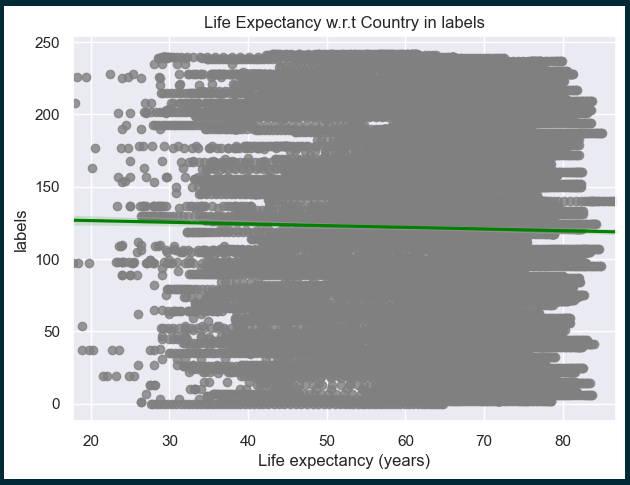 Life Expectancy w.r.t Country in labels
250
200
150
100
50
0
labels
20 30 40 50 60 70 80
Life expectancy (years)